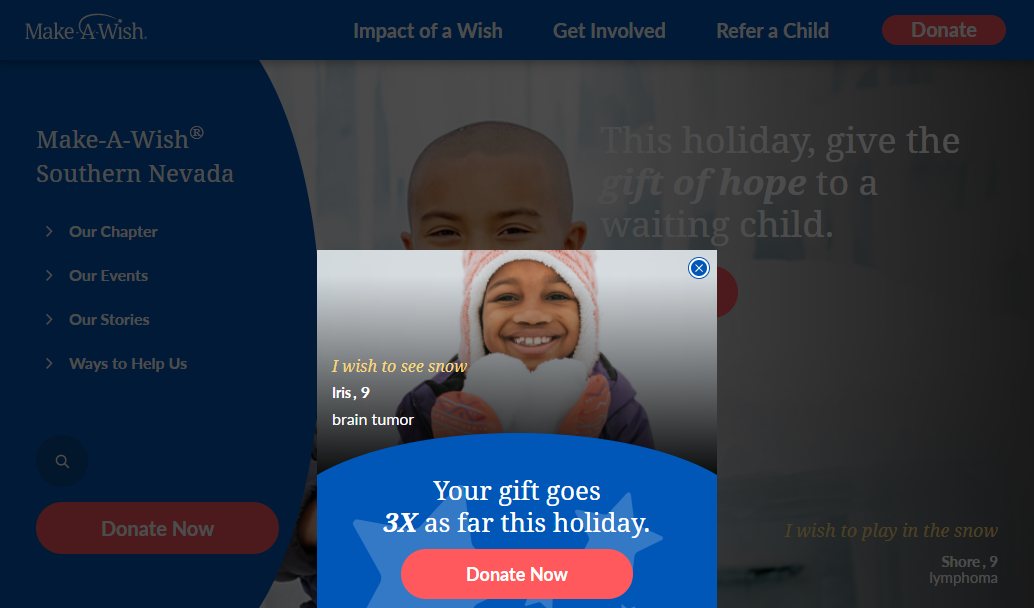 Make-A-Wish.
Impact of a Wish
Get Involved
Refer a Child
Donate
Make-A-Wish®
Southern Nevada
Our Chapter
Our Events
Our Stories
Ways to Help Us
Donate Now
This holiday, give the
gift of hope to a
waiting child.
I wish to see snow
Iris, 9
brain tumor
Your gift goes
3X as far this holiday.
Donate Now
I wish to play in the snow
Shore, 9
lymphoma